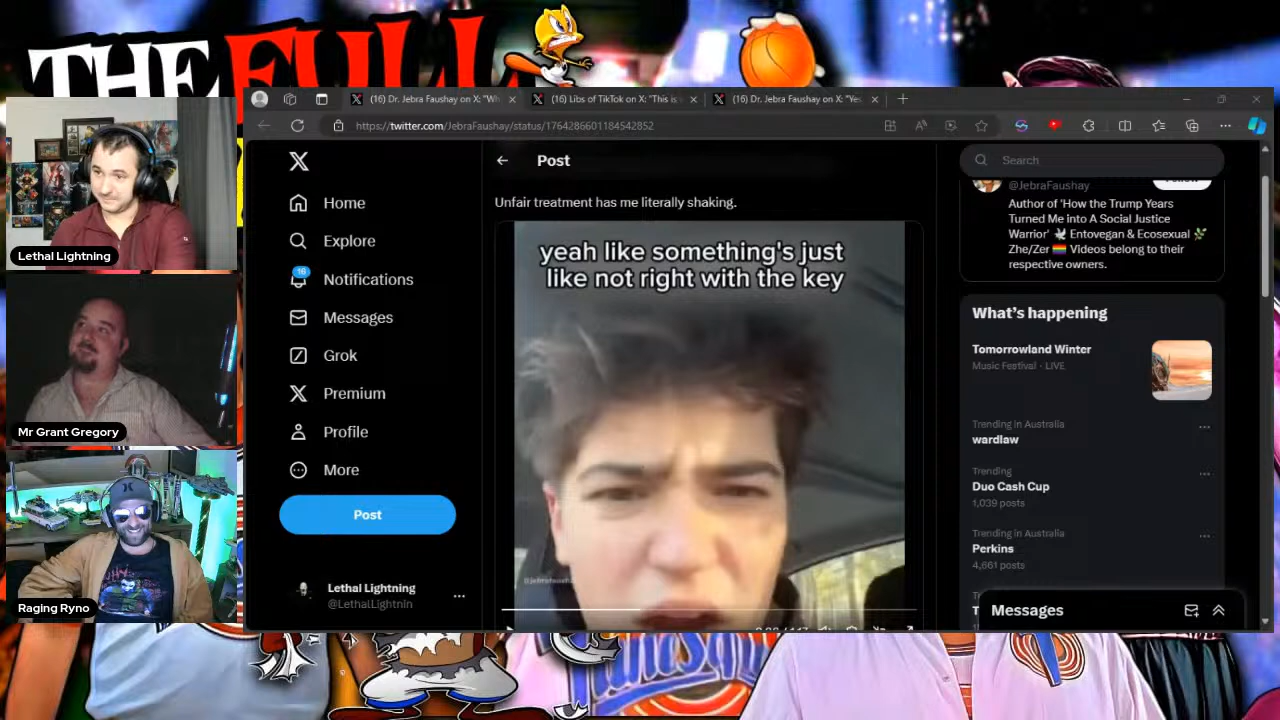 THE FULL
Lethal Lightning
Mr Grant Gregory
Raging Ryno
(16) Dr. Jebra Faushay on X: "Wh
(16) Libs of TikTok on X: "This is
(16) Dr. Jebra Faushay on X: "Yes
https://twitter.com/JebraFaushay/status/1764286601184542852
Home
Explore
16
Notifications
Messages
Grok
Premium
Profile
More
Post
Lethal Lightning
@LethalLightnin
Post
Unfair treatment has me literally shaking.
yeah like something's just
like not right with the key
Search
@JebraFaushay
Author of 'How the Trump Years
Turned Me into A Social Justice
Warrior' 🕊 Entovegan & Ecosexual 🌿
Zhe/Zer 🏳️‍🌈 Videos belong to their
respective owners.
What's happening
Tomorrowland Winter
Music Festival · LIVE
Trending in Australia
wardlaw
Trending
Duo Cash Cup
1,039 posts
Trending in Australia
Perkins
4,661 posts
Messages